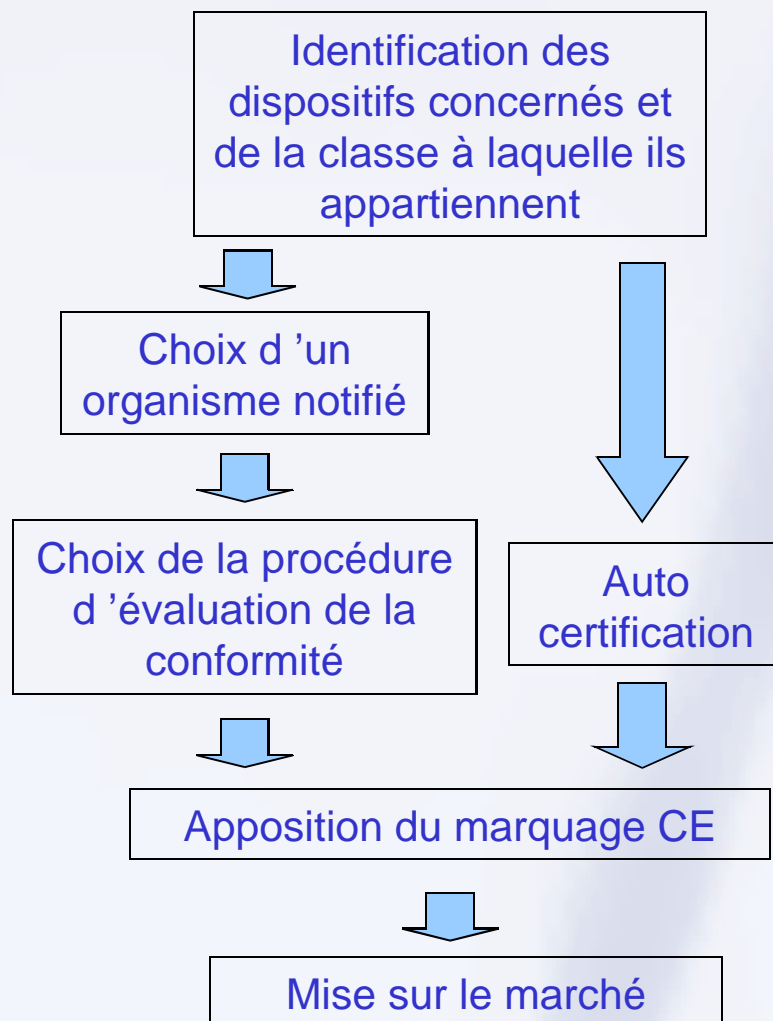 Identification des
dispositifs concernés et
de la classe à laquelle ils
appartiennent
Choix d ’un
organisme notifié
Choix de la procédure
d ’évaluation de la
conformité
Auto
certification
Apposition du marquage CE
Mise sur le marché